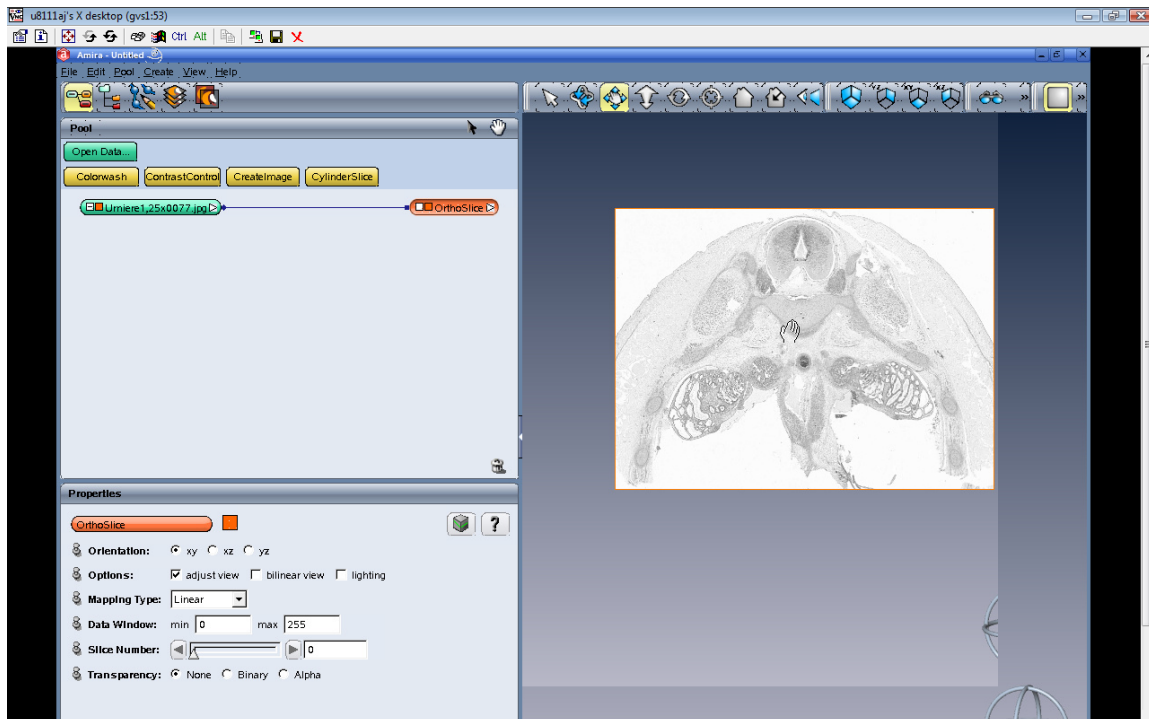 u8111aj's X desktop (gvs1:53)
Ctrl Alt
Amira - Untitled
File Edit Pool Create View Help
Pool
Open Data...
Colorwash ContrastControl CreateImage CylinderSlice
Urniere1,25x0077.jpg OrthoSlice
Properties
OrthoSlice ?
Orientation: xy xz yz
Options: adjust view bilinear view lighting
Mapping Type: Linear
Data Window: min 0 max 255
Slice Number: 0
Transparency: None Binary Alpha